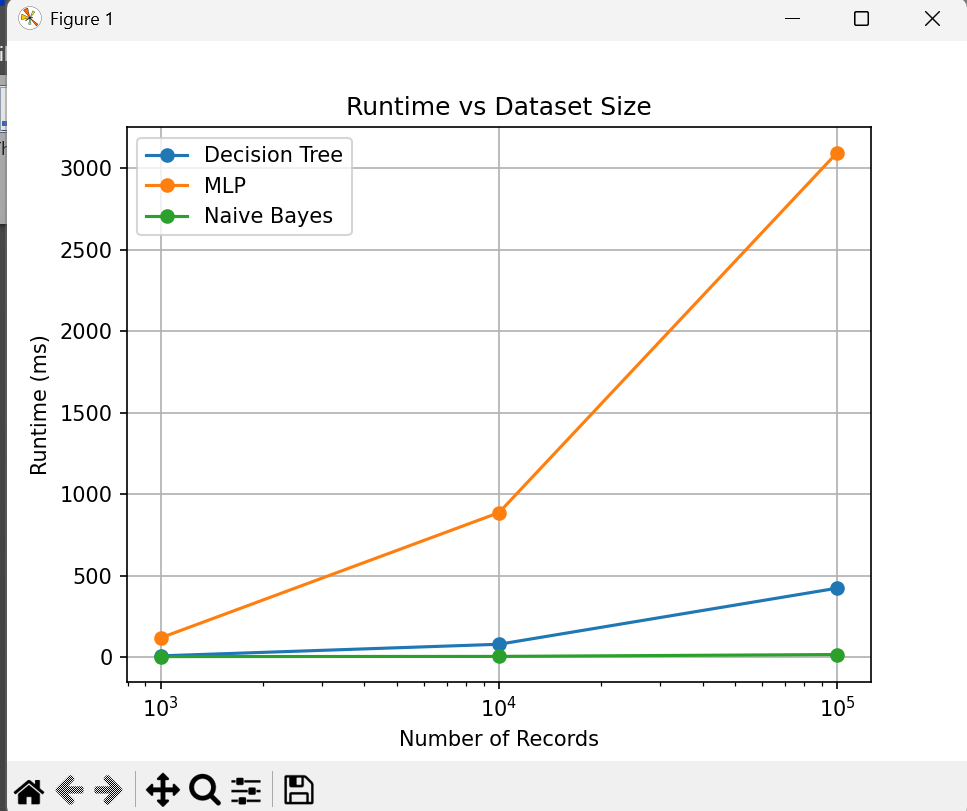 Figure 1
Runtime vs Dataset Size
Decision Tree
MLP
Naive Bayes
3000
2500
2000
1500
1000
500
0
Runtime (ms)
10³ 10⁴ 10⁵
Number of Records